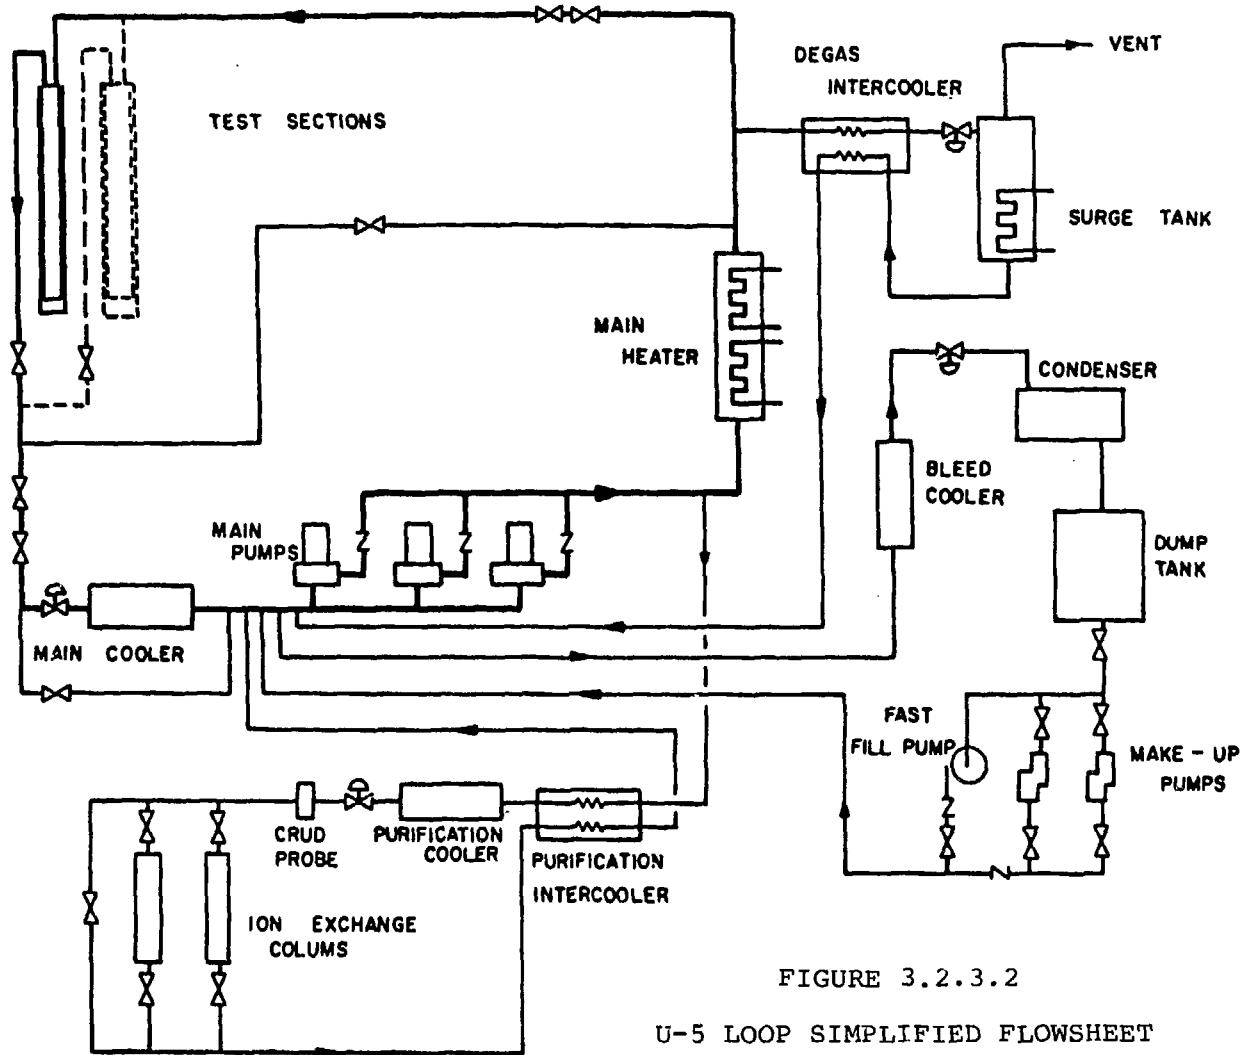 VENT
DEGAS
INTERCOOLER
TEST SECTIONS
SURGE TANK
MAIN
HEATER
CONDENSER
BLEED
COOLER
MAIN
PUMPS
DUMP
TANK
MAIN COOLER
FAST
FILL PUMP
MAKE-UP
PUMPS
CRUD
PROBE
PURIFICATION
COOLER
PURIFICATION
INTERCOOLER
ION EXCHANGE
COLUMS
FIGURE 3.2.3.2
U-5 LOOP SIMPLIFIED FLOWSHEET